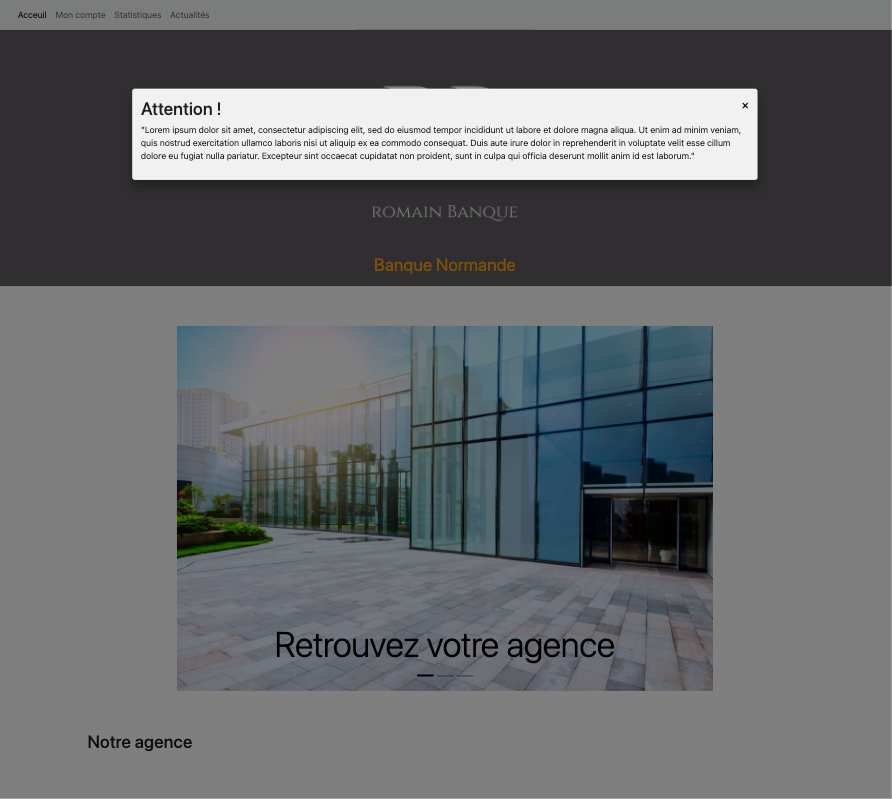 Acceuil Mon compte Statistiques Actualités
Attention ! ×
"Lorem ipsum dolor sit amet, consectetur adipiscing elit, sed do eiusmod tempor incididunt ut labore et dolore magna aliqua. Ut enim ad minim veniam,
quis nostrud exercitation ullamco laboris nisi ut aliquip ex ea commodo consequat. Duis aute irure dolor in reprehenderit in voluptate velit esse cillum
dolore eu fugiat nulla pariatur. Excepteur sint occaecat cupidatat non proident, sunt in culpa qui officia deserunt mollit anim id est laborum."
ROMAIN BANQUE
Banque Normande
Retrouvez votre agence
Notre agence